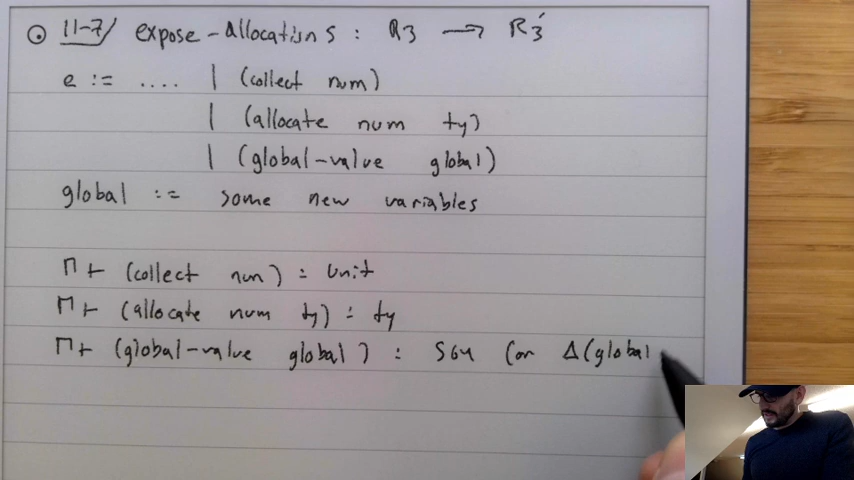 ⊙ 11-7/ expose-allocations : R3 → R3'
e := .... | (collect num)
| (allocate num ty)
| (global-value global)
global := some new variables
Γ ⊢ (collect num) : Unit
Γ ⊢ (allocate num ty) : ty
Γ ⊢ (global-value global) : S64 (or Δ(global